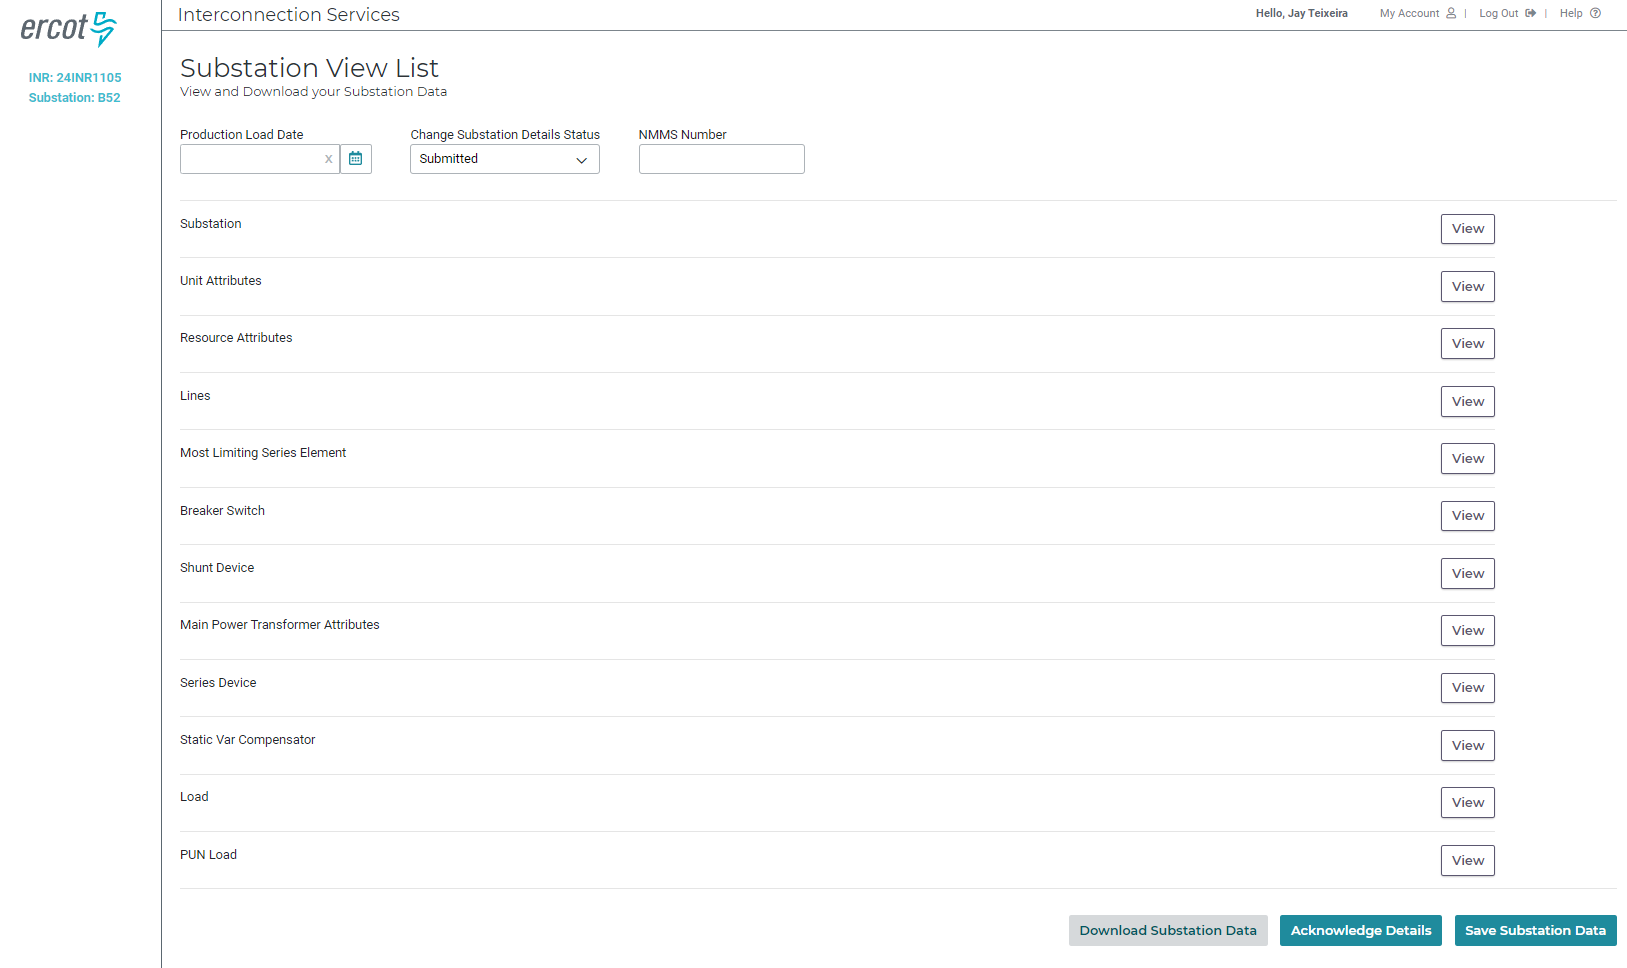 ercot
INR: 24INR1105
Substation: B52
Interconnection Services
Hello, Jay Teixeira
My Account | Log Out | Help
Substation View List
View and Download your Substation Data
Production Load Date
x
Change Substation Details Status
Submitted
NMMS Number
Substation View
Unit Attributes View
Resource Attributes View
Lines View
Most Limiting Series Element View
Breaker Switch View
Shunt Device View
Main Power Transformer Attributes View
Series Device View
Static Var Compensator View
Load View
PUN Load View
Download Substation Data Acknowledge Details Save Substation Data